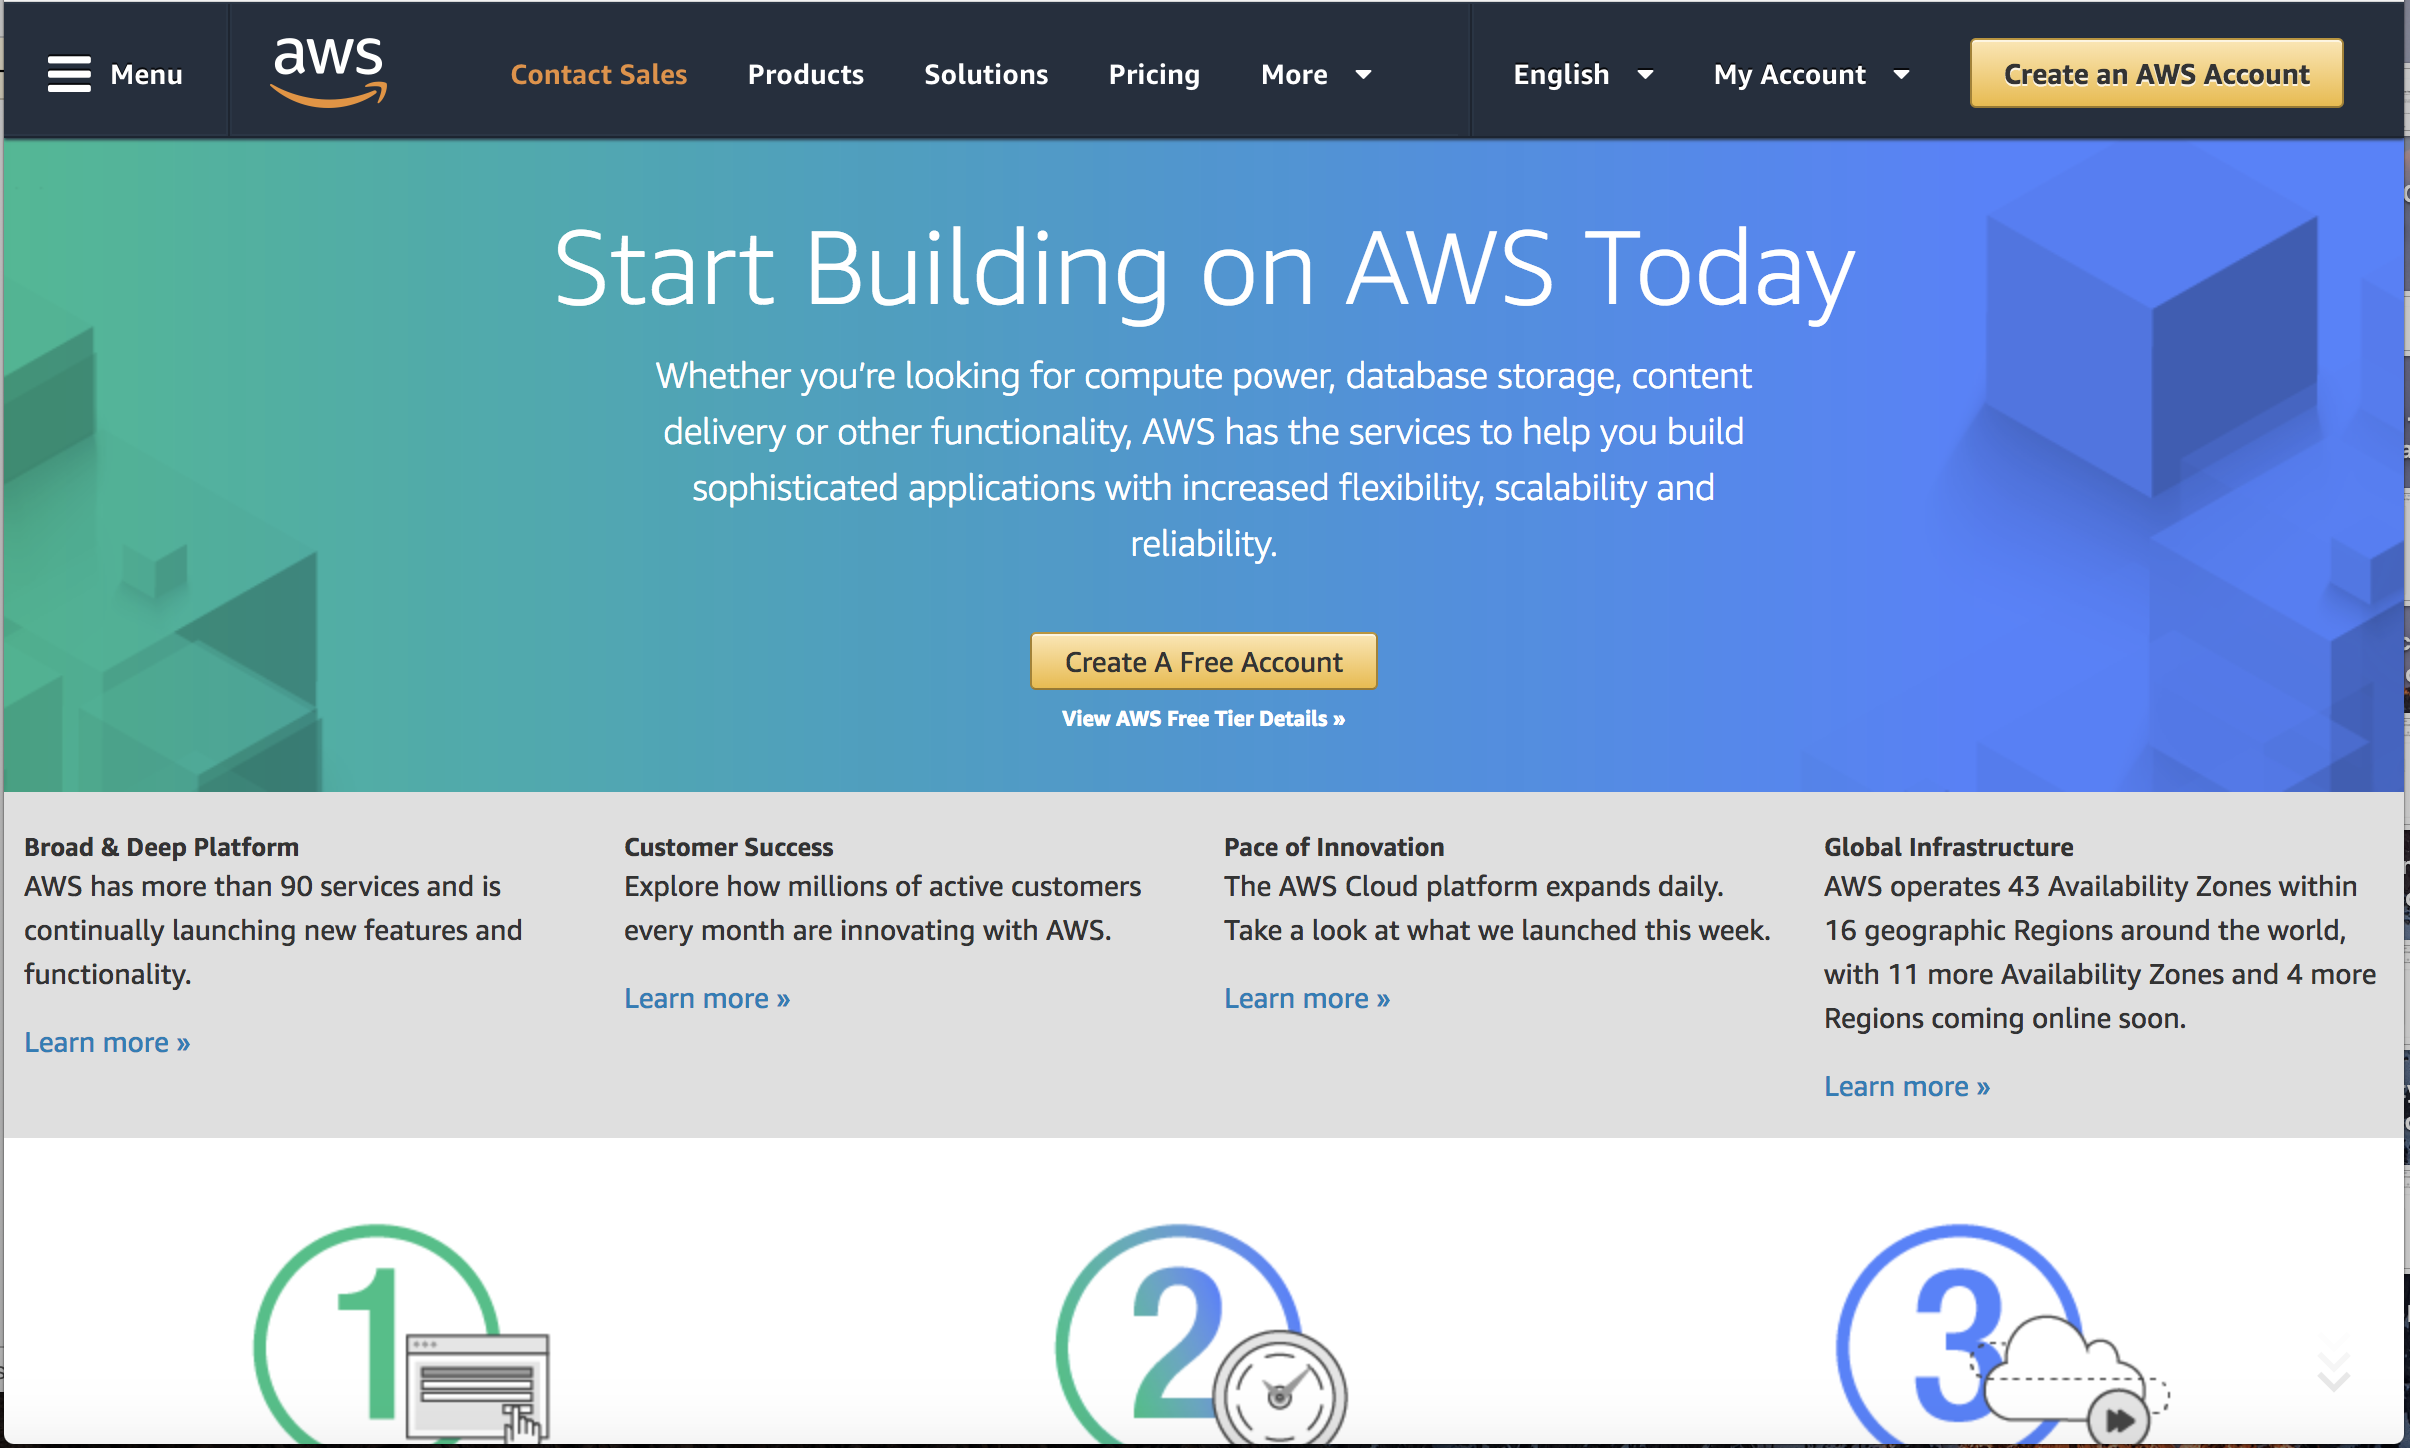 Menu
aws
Contact Sales
Products
Solutions
Pricing
More
English
My Account
Create an AWS Account
Start Building on AWS Today
Whether you’re looking for compute power, database storage, content
delivery or other functionality, AWS has the services to help you build
sophisticated applications with increased flexibility, scalability and
reliability.
Create A Free Account
View AWS Free Tier Details »
Broad & Deep Platform
AWS has more than 90 services and is
continually launching new features and
functionality.
Learn more »
Customer Success
Explore how millions of active customers
every month are innovating with AWS.
Learn more »
Pace of Innovation
The AWS Cloud platform expands daily.
Take a look at what we launched this week.
Learn more »
Global Infrastructure
AWS operates 43 Availability Zones within
16 geographic Regions around the world,
with 11 more Availability Zones and 4 more
Regions coming online soon.
Learn more »
1
2
3